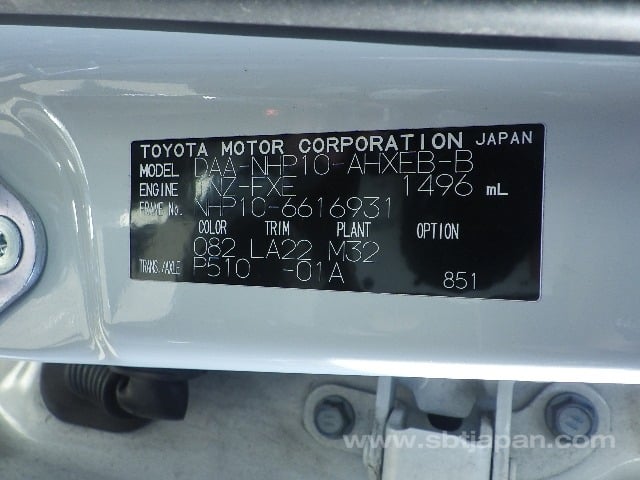 TOYOTA MOTOR CORPORATION JAPAN
MODEL DAA-NHP10-AHXEB-B
ENGINE 1NZ-FXE 1496 mL
FRAME No. NHP10-6616931
COLOR TRIM PLANT OPTION
082 LA22 M32
TRANS./AXLE P510 -01A 851
www.sbtjapan.com